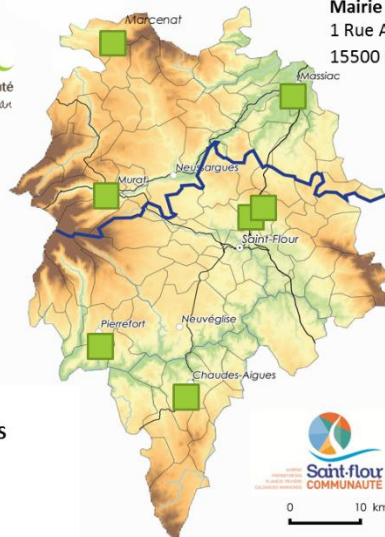 Marcenat
Mairie
1 Rue A
15500
Massiac
Neussargues
Murat
Saint-Flour
Pierrefort
Neuvéglise
Chaudes-Aigues
s
Saint-flour
COMMUNAUTÉ
0 10 km